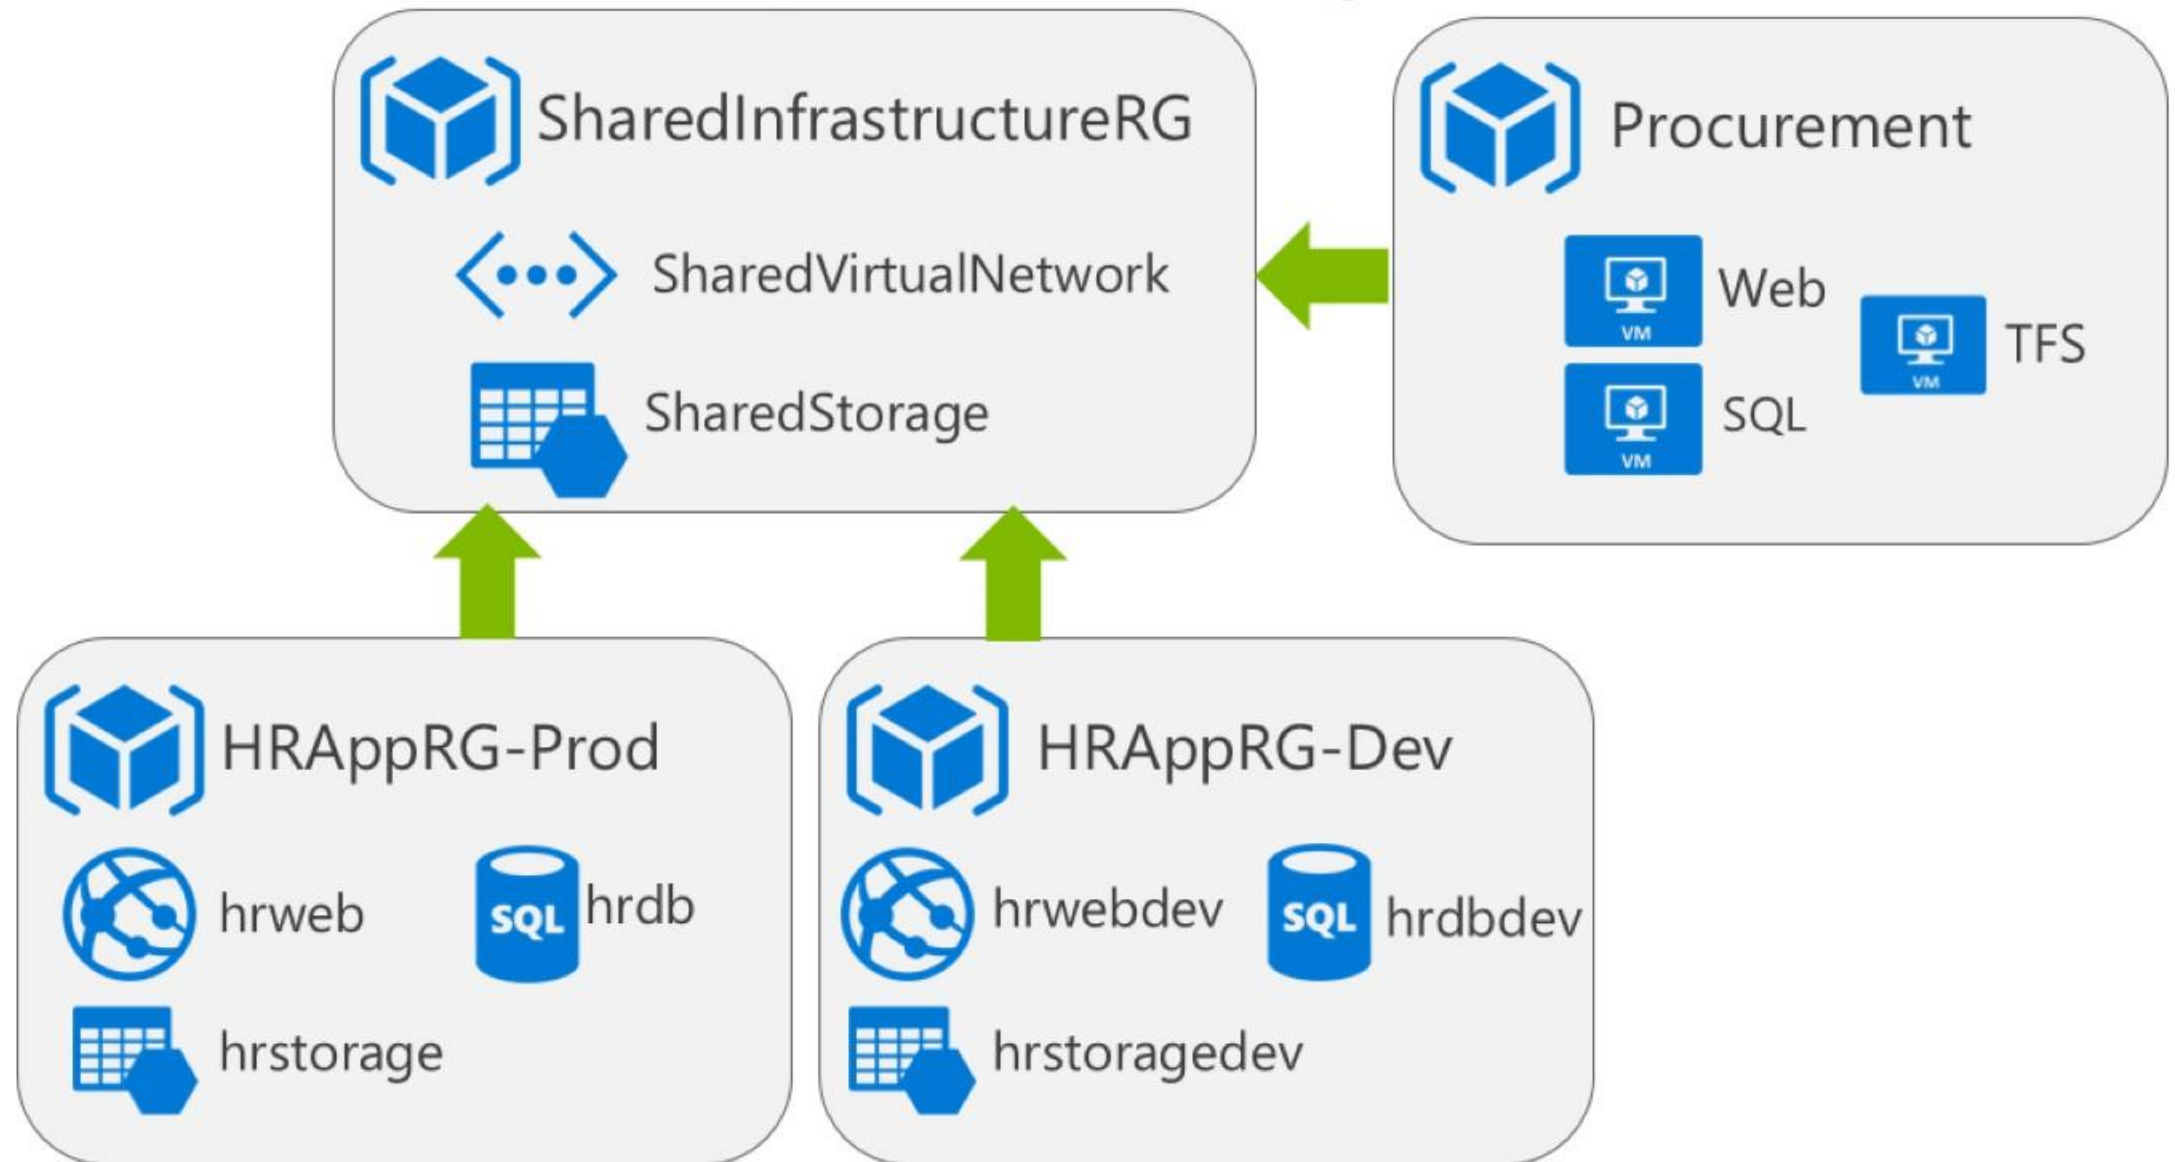 SharedInfrastructureRG
SharedVirtualNetwork
SharedStorage
Procurement
VM
Web
VM
TFS
VM
SQL
HRAppRG-Prod
hrweb
SQL
hrdb
hrstorage
HRAppRG-Dev
hrwebdev
SQL
hrdbdev
hrstoragedev